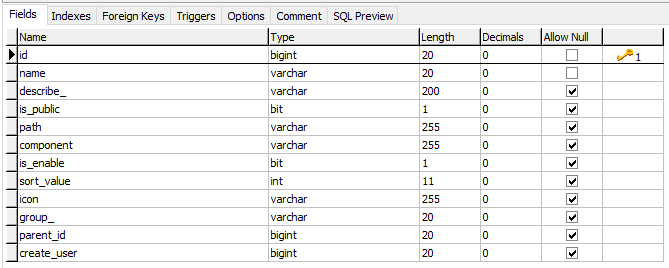 Fields Indexes Foreign Keys Triggers Options Comment SQL Preview
Name Type Length Decimals Allow Null
id bigint 20 0 1
name varchar 20 0
describe_ varchar 200 0
is_public bit 1 0
path varchar 255 0
component varchar 255 0
is_enable bit 1 0
sort_value int 11 0
icon varchar 255 0
group_ varchar 20 0
parent_id bigint 20 0
create_user bigint 20 0